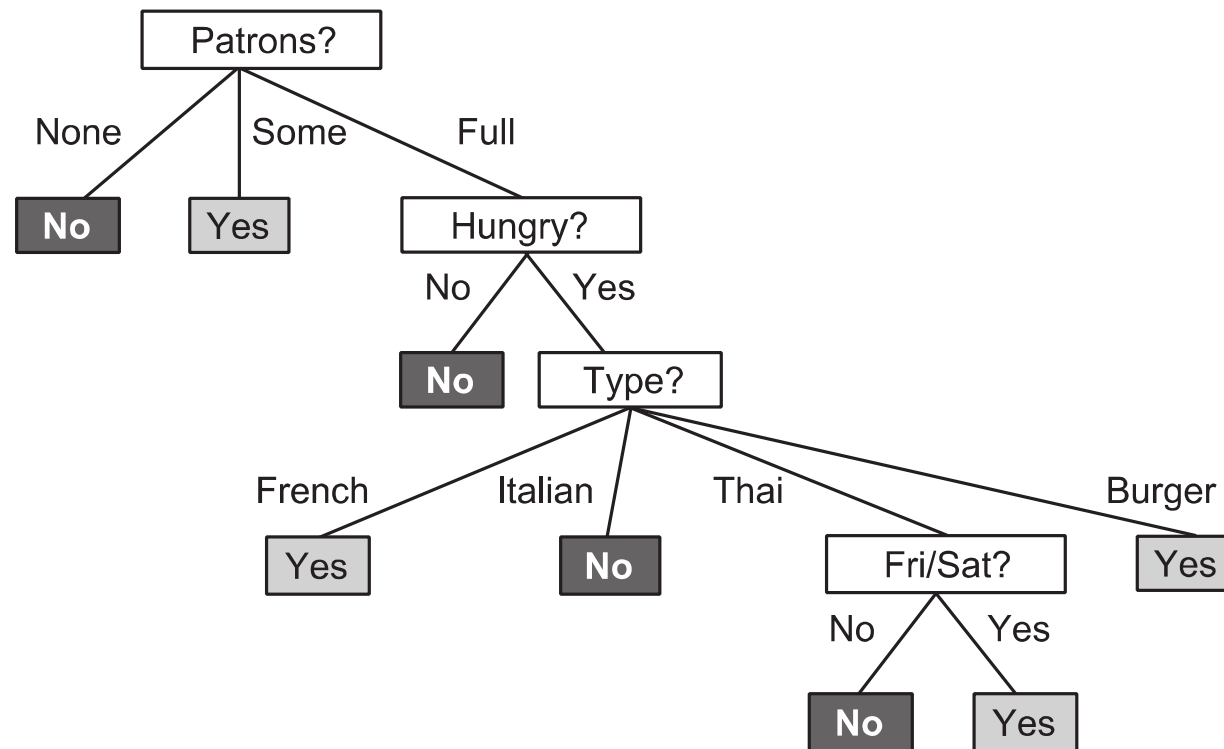 Patrons?
None Some Full
No Yes Hungry?
No Yes
No Type?
French Italian Thai Burger
Yes No Fri/Sat? Yes
No Yes
No Yes